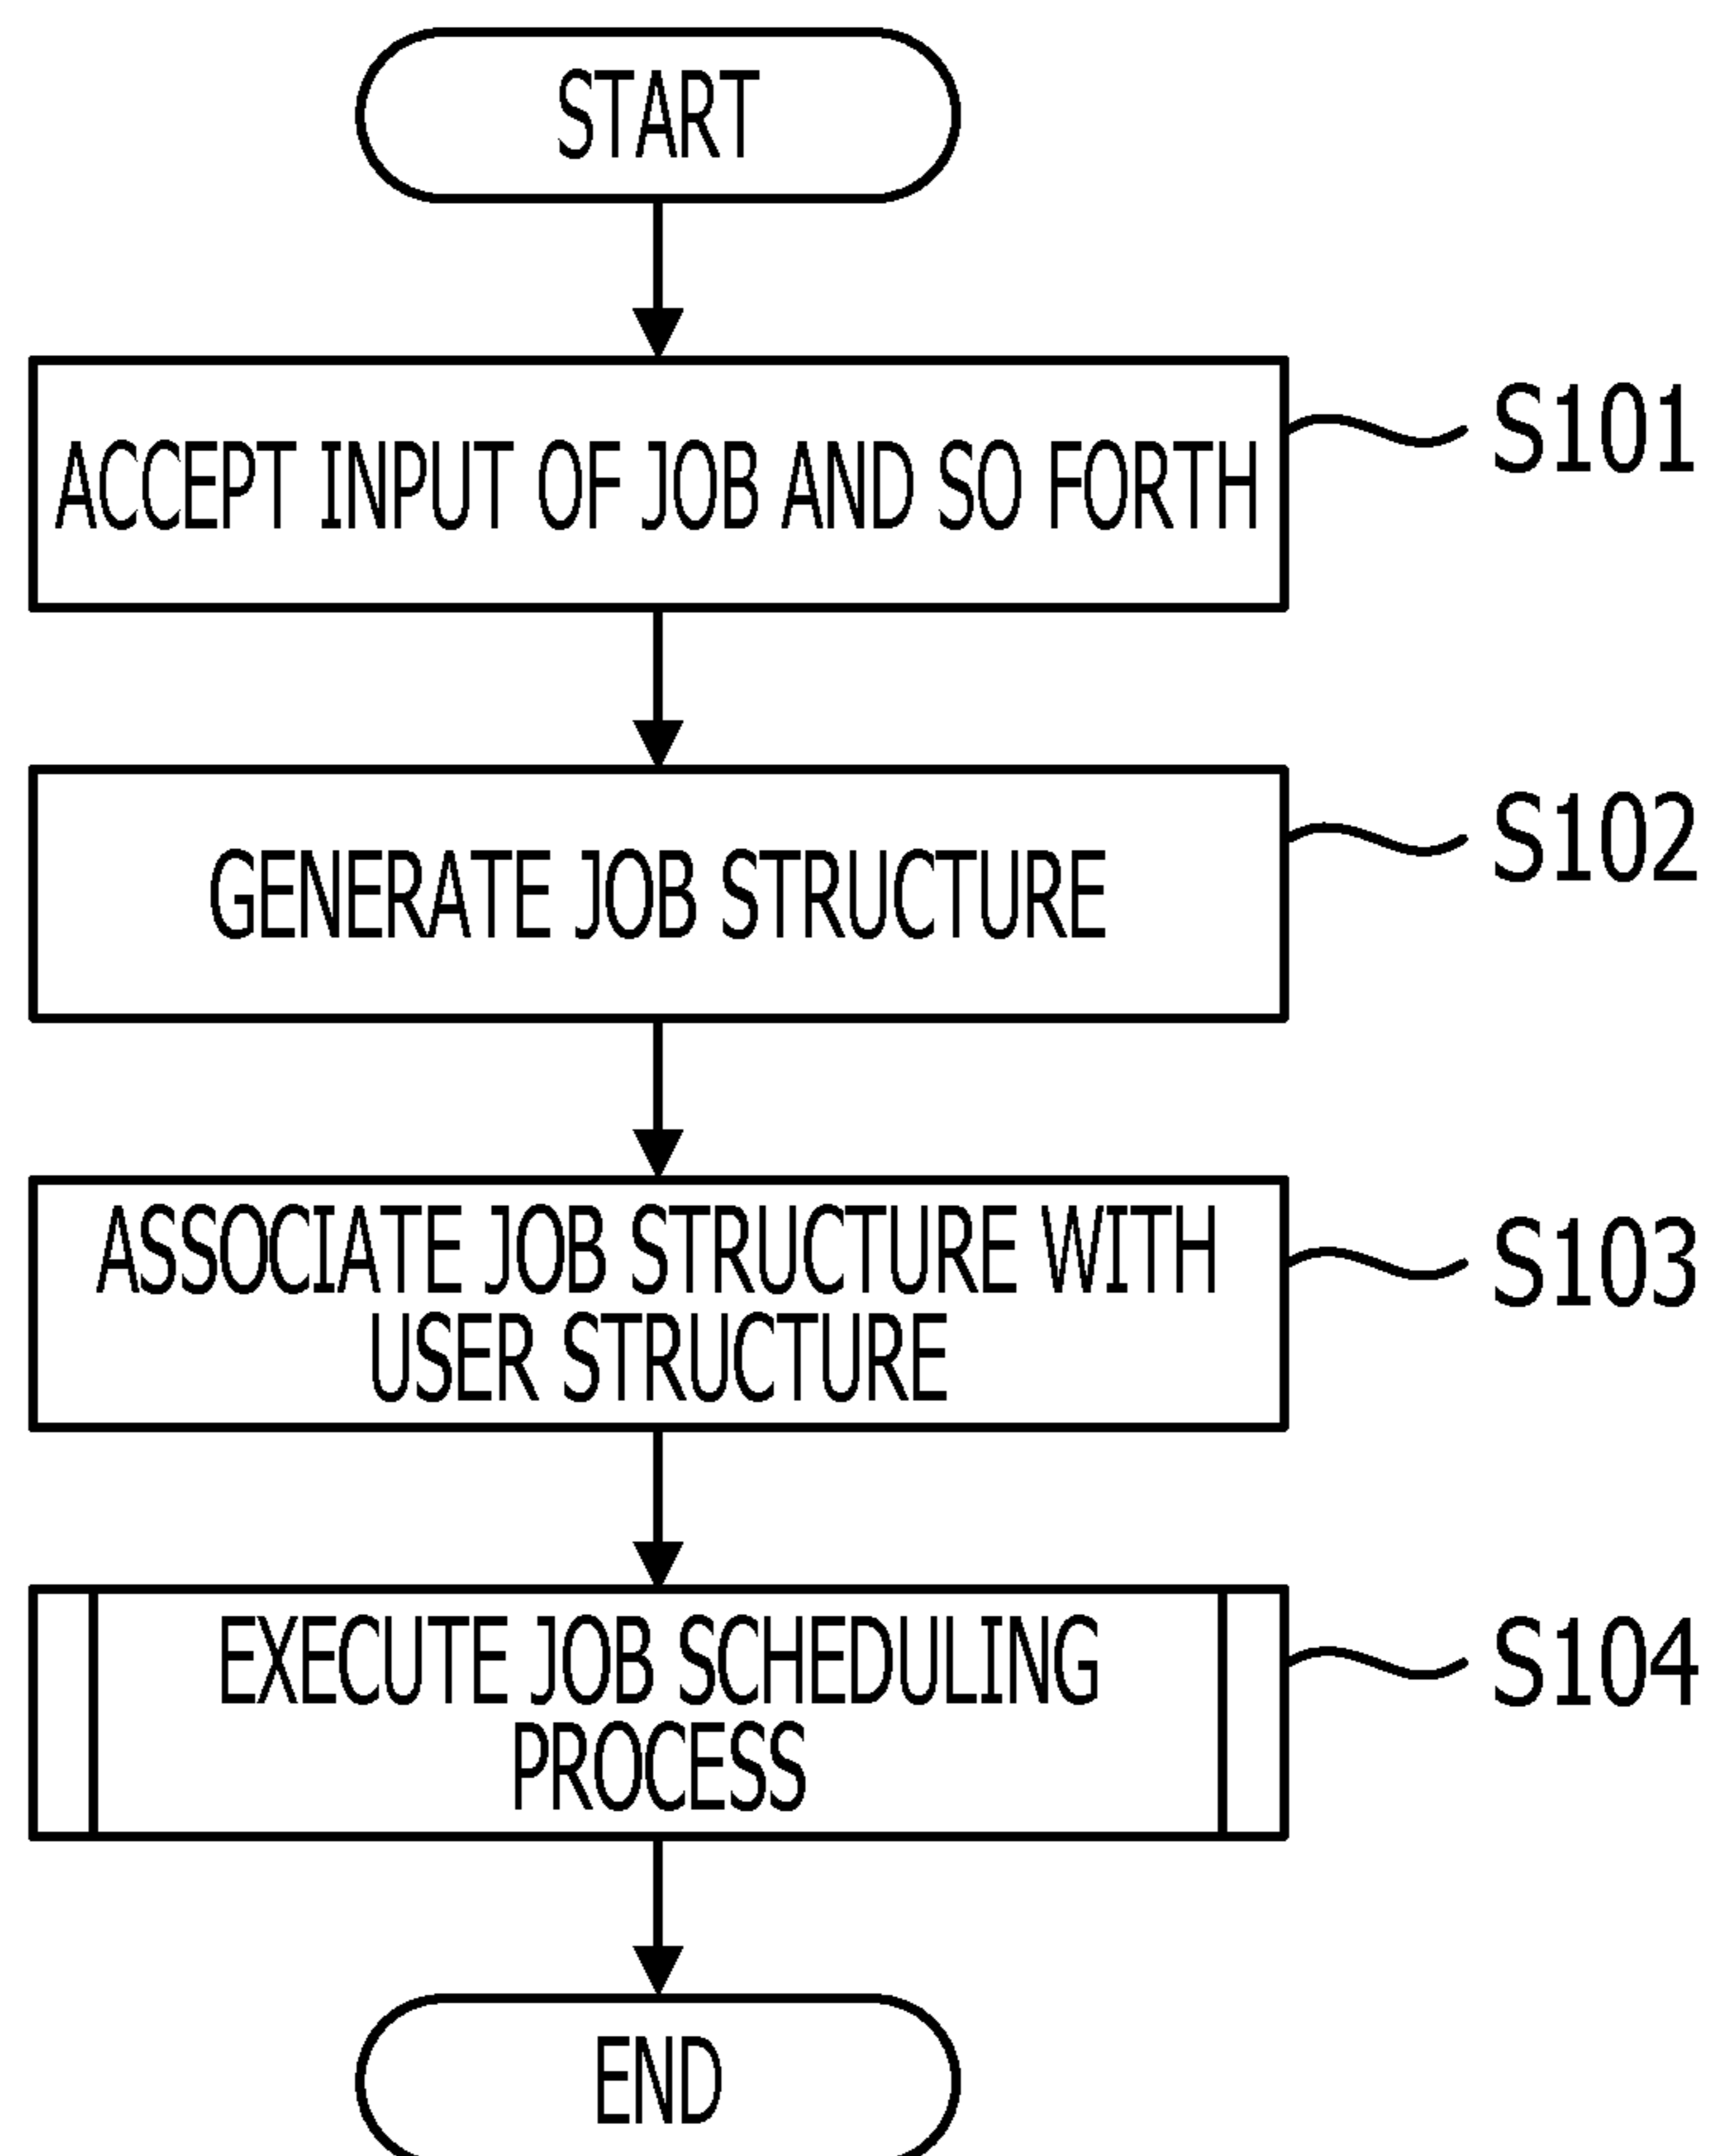 START
ACCEPT INPUT OF JOB AND SO FORTH
S101
GENERATE JOB STRUCTURE
S102
ASSOCIATE JOB STRUCTURE WITH
USER STRUCTURE
S103
EXECUTE JOB SCHEDULING
PROCESS
S104
END